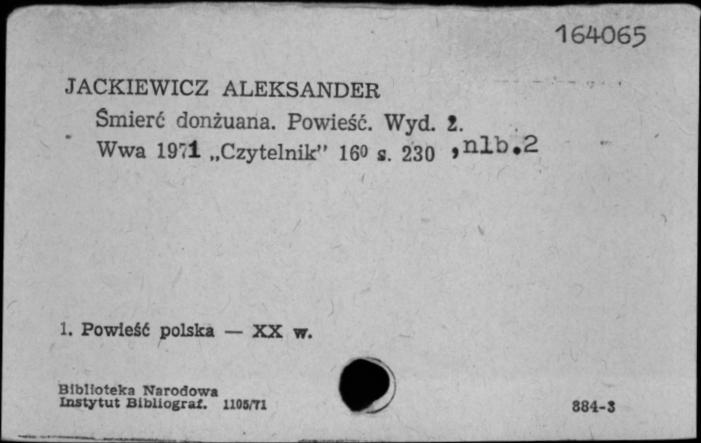 164065
JACKIEWICZ ALEKSANDER
Śmierć donżuana. Powieść. Wyd. 2.
Wwa 1971 „Czytelnik” 16⁰ s. 230 , nlb. 2
1. Powieść polska — XX w.
Biblioteka Narodowa
Instytut Bibliograf. 1105/71
884-3